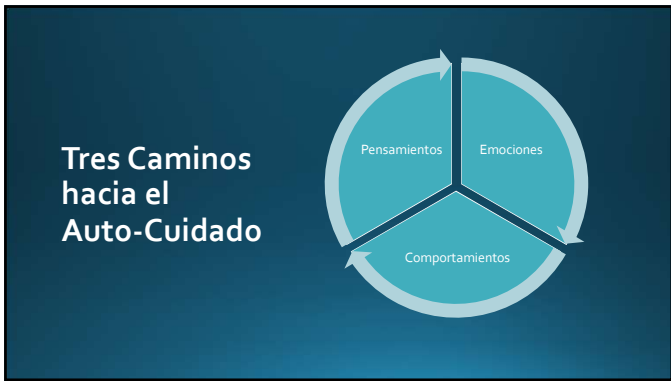 Tres Caminos
hacia el
Auto-Cuidado
Pensamientos
Emociones
Comportamientos